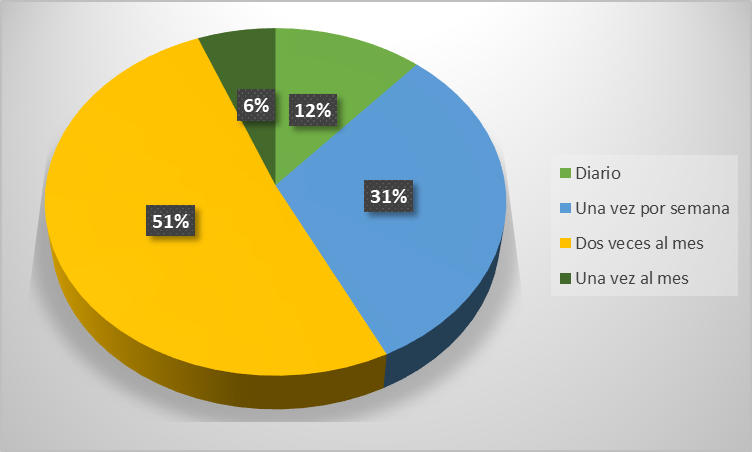 6%
12%
31%
51%
Diario
Una vez por semana
Dos veces al mes
Una vez al mes